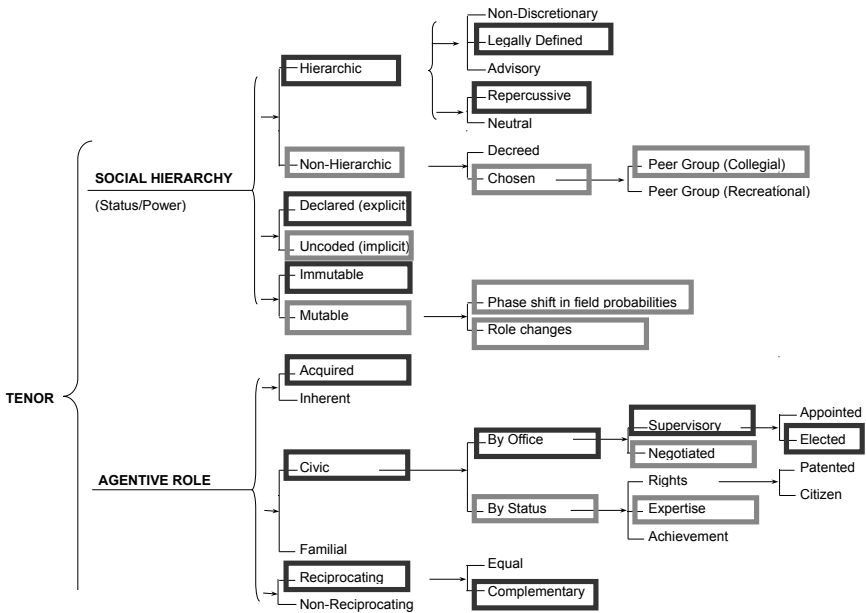 Non-Discretionary
Legally Defined
Hierarchic
Advisory
Repercussive
Neutral
Decreed
Non-Hierarchic
Peer Group (Collegial)
SOCIAL HIERARCHY
Chosen
Peer Group (Recreational)
(Status/Power)
Declared (explicit
Uncoded (implicit)
Immutable
Phase shift in field probabilities
Mutable
Role changes
Acquired
TENOR
Inherent
Appointed
Supervisory
By Office
Elected
Negotiated
Civic
Patented
AGENTIVE ROLE
Rights
Citizen
By Status
Expertise
Achievement
Familial
Equal
Reciprocating
Complementary
Non-Reciprocating